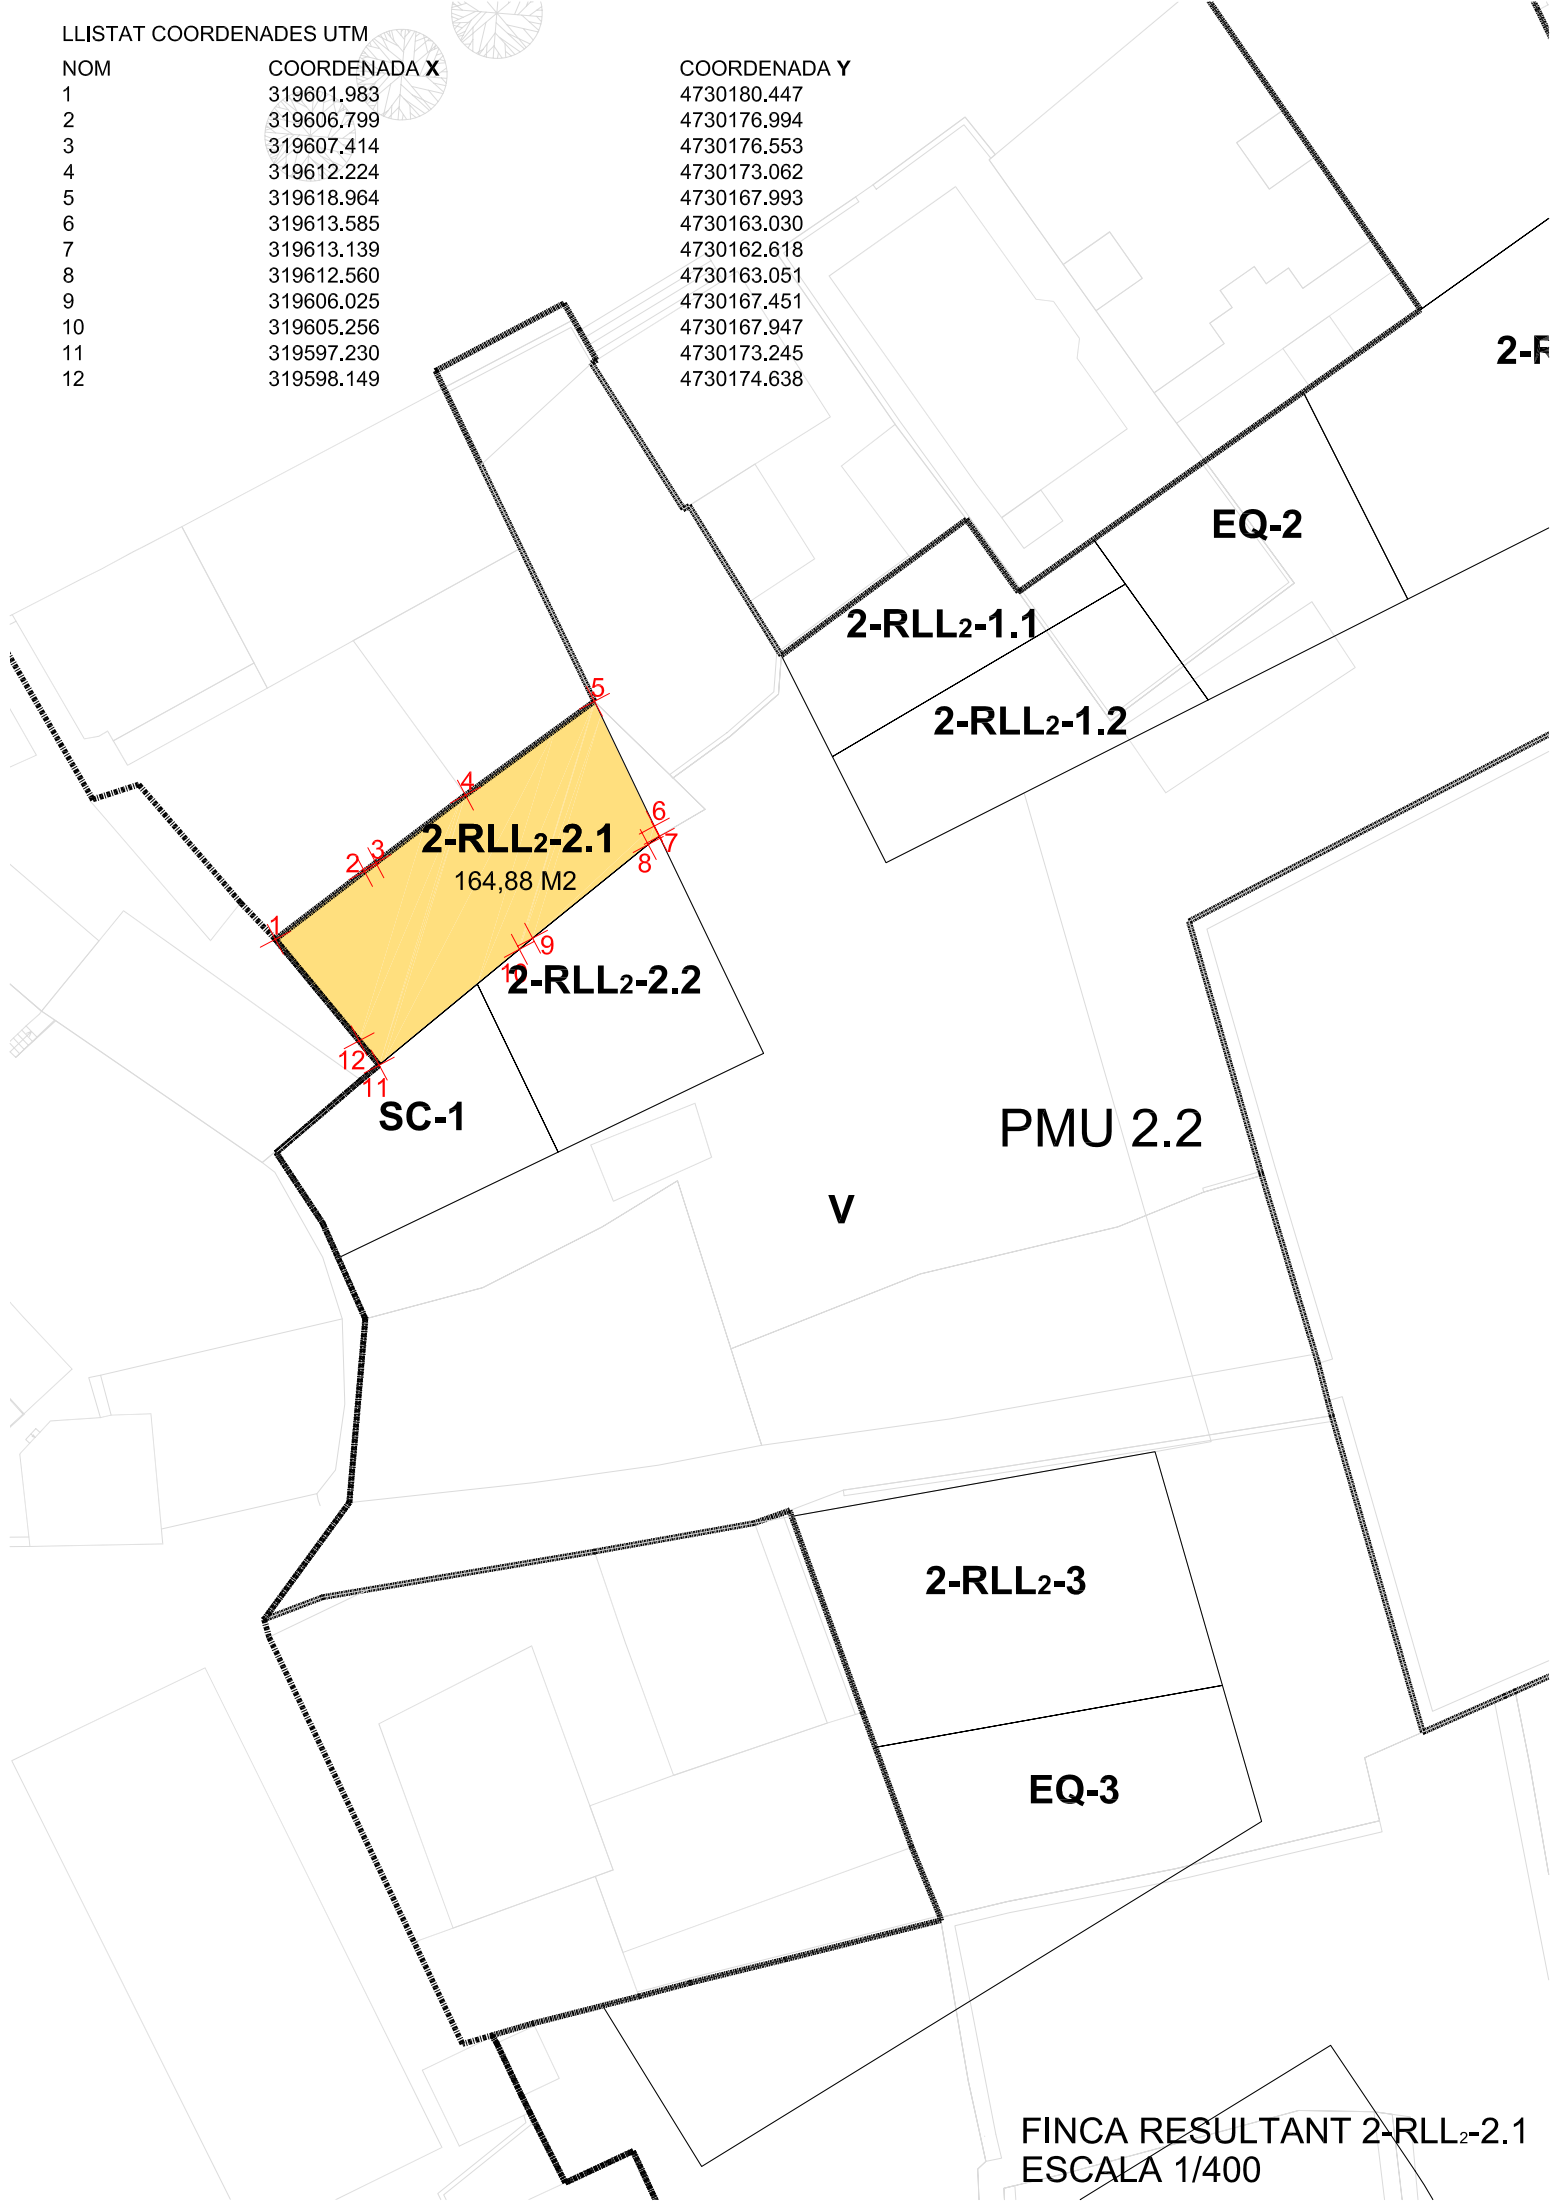 LLISTAT COORDENADES UTM
NOM COORDENADA X COORDENADA Y
1 319601.983 4730180.447
2 319606.799 4730176.994
3 319607.414 4730176.553
4 319612.224 4730173.062
5 319618.964 4730167.993
6 319613.585 4730163.030
7 319613.139 4730162.618
8 319612.560 4730163.051
9 319606.025 4730167.451
10 319605.256 4730167.947
11 319597.230 4730173.245
12 319598.149 4730174.638
2-R
EQ-2
2-RLL2-1.1
2-RLL2-1.2
5
4
6
7
8
2-RLL2-2.1
164,88 M2
3
2
1
9
10
2-RLL2-2.2
12
11
SC-1
PMU 2.2
V
2-RLL2-3
EQ-3
FINCA RESULTANT 2-RLL2-2.1
ESCALA 1/400